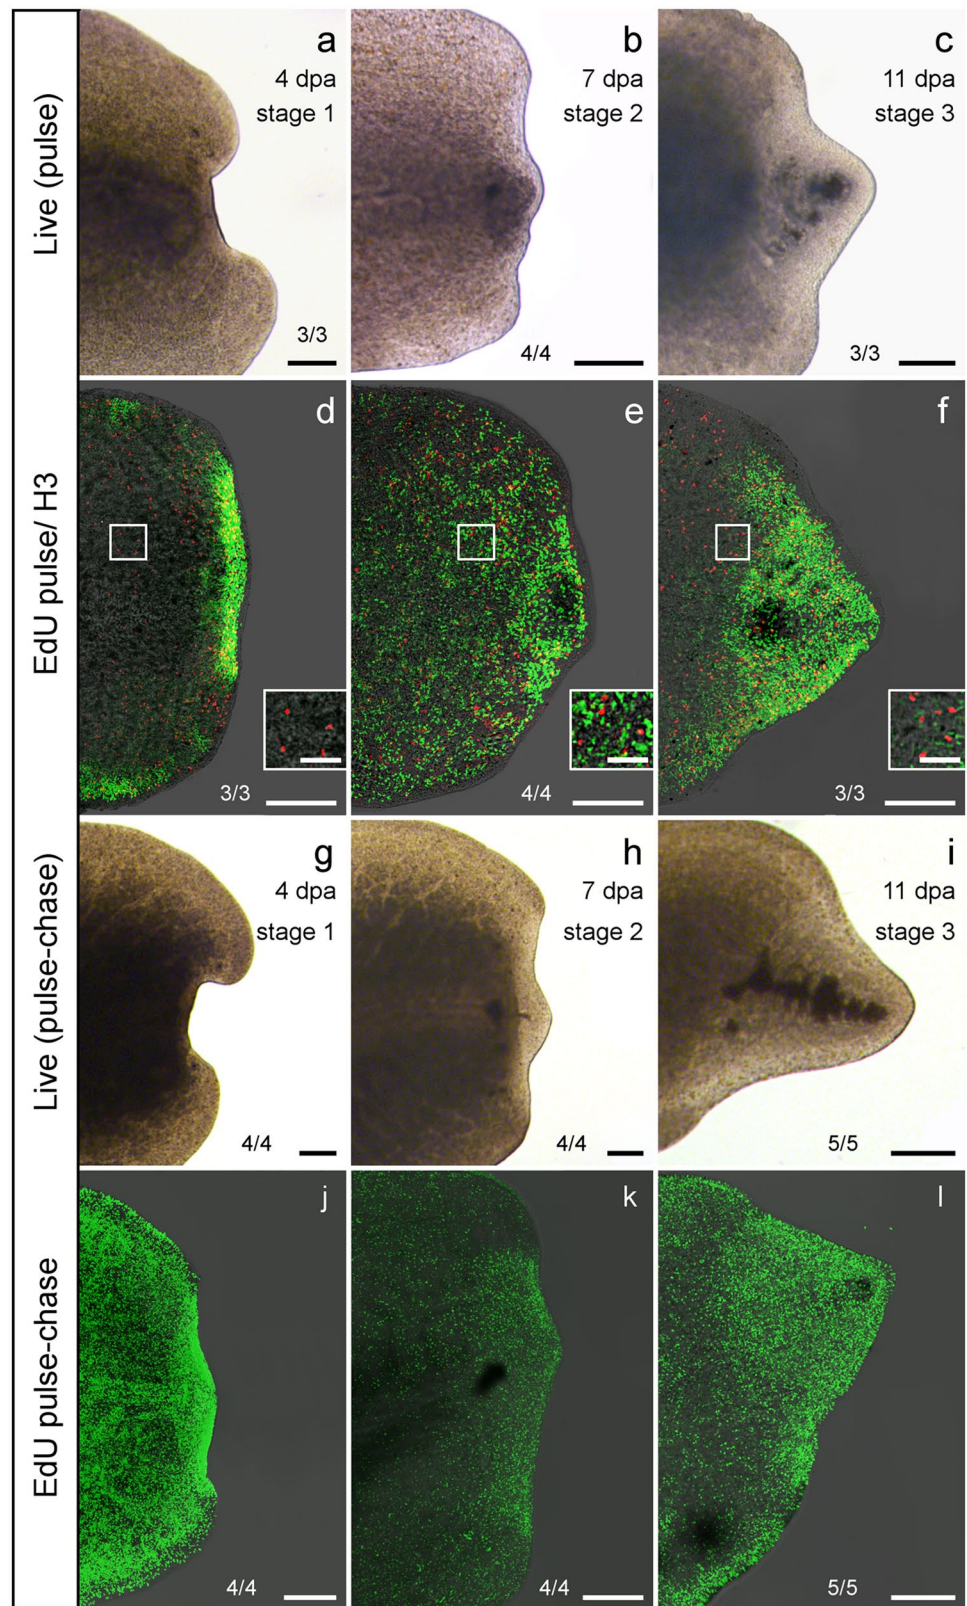 Live (pulse)
a
4 dpa
stage 1
3/3
b
7 dpa
stage 2
4/4
c
11 dpa
stage 3
3/3
EdU pulse/ H3
d
3/3
e
4/4
f
3/3
Live (pulse-chase)
g
4 dpa
stage 1
4/4
h
7 dpa
stage 2
4/4
i
11 dpa
stage 3
5/5
EdU pulse-chase
j
4/4
k
4/4
l
5/5